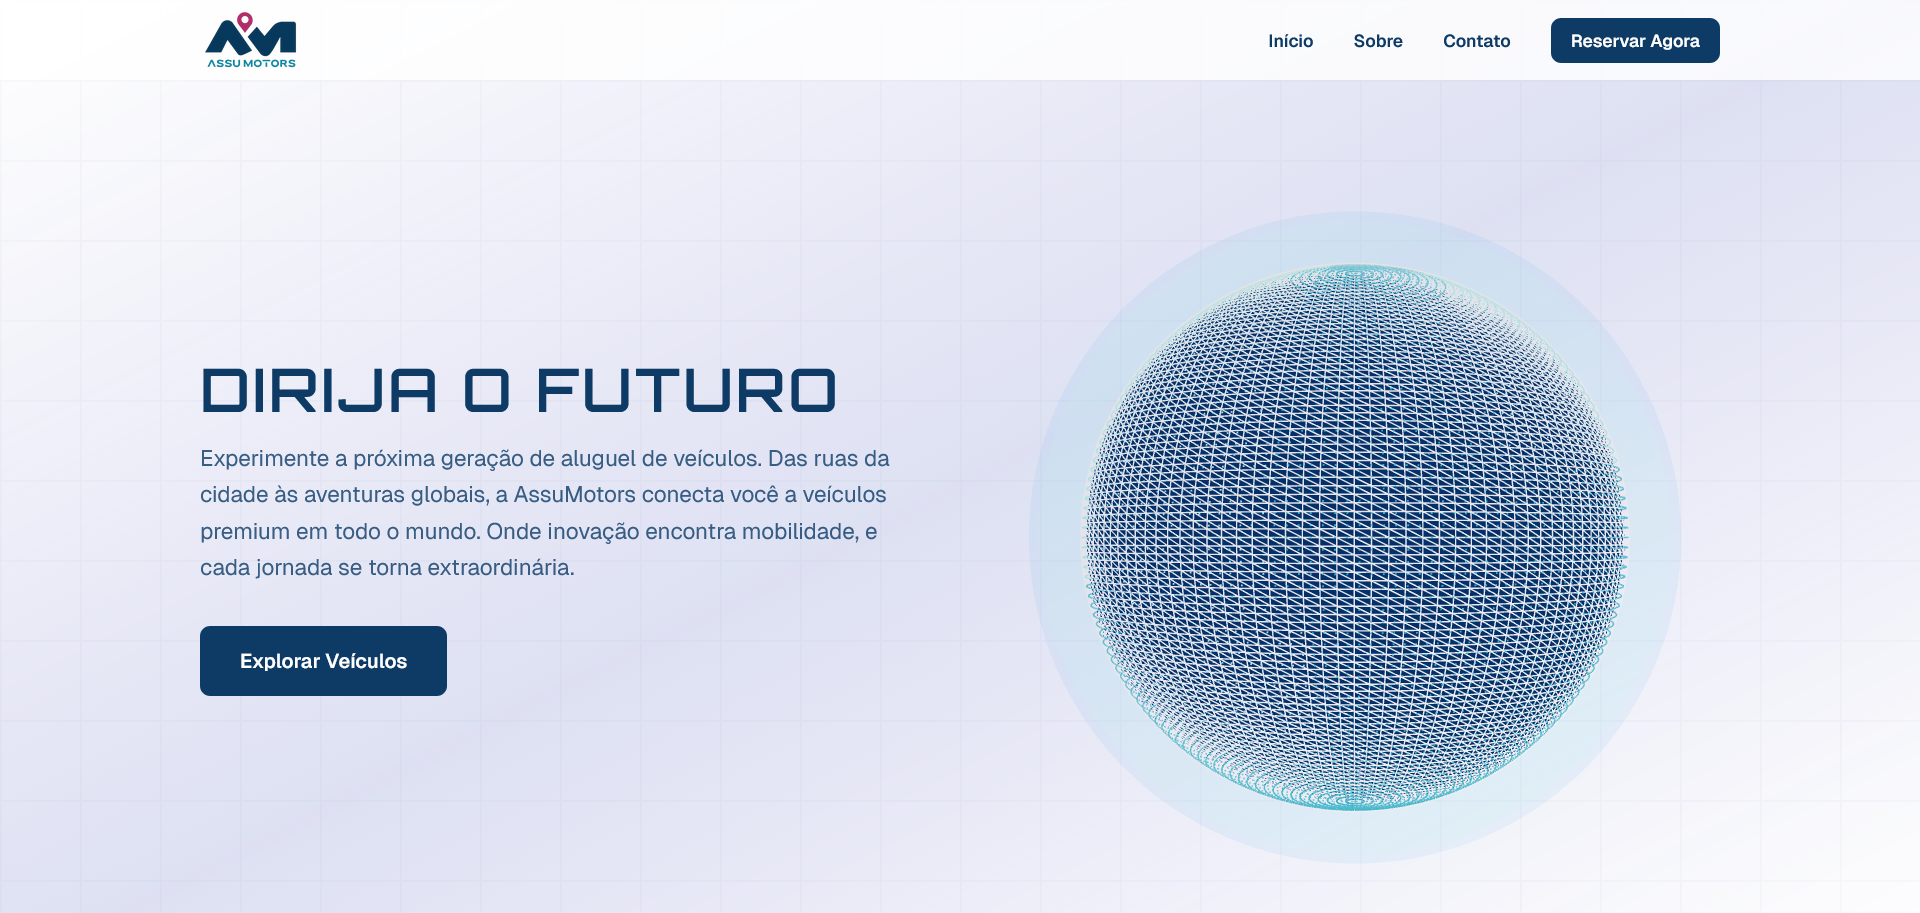 ASSU MOTORS
Início
Sobre
Contato
Reservar Agora
DIRIJA O FUTURO
Experimente a próxima geração de aluguel de veículos. Das ruas da
cidade às aventuras globais, a AssuMotors conecta você a veículos
premium em todo o mundo. Onde inovação encontra mobilidade, e
cada jornada se torna extraordinária.
Explorar Veículos